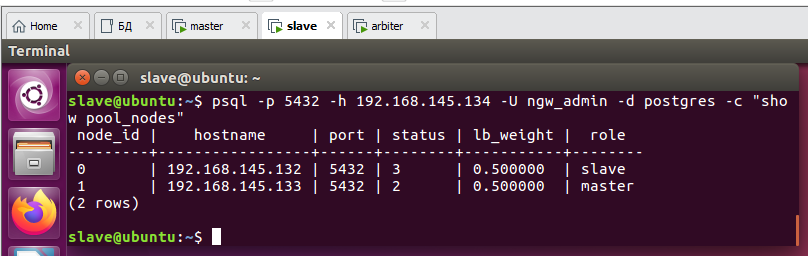 Home БД master slave arbiter
Terminal
slave@ubuntu: ~
slave@ubuntu:~$ psql -p 5432 -h 192.168.145.134 -U ngw_admin -d postgres -c "sho
w pool_nodes"
 node_id |    hostname     | port | status | lb_weight |  role
---------+-----------------+------+--------+-----------+--------
 0       | 192.168.145.132 | 5432 | 3      | 0.500000  | slave
 1       | 192.168.145.133 | 5432 | 2      | 0.500000  | master
(2 rows)
slave@ubuntu:~$